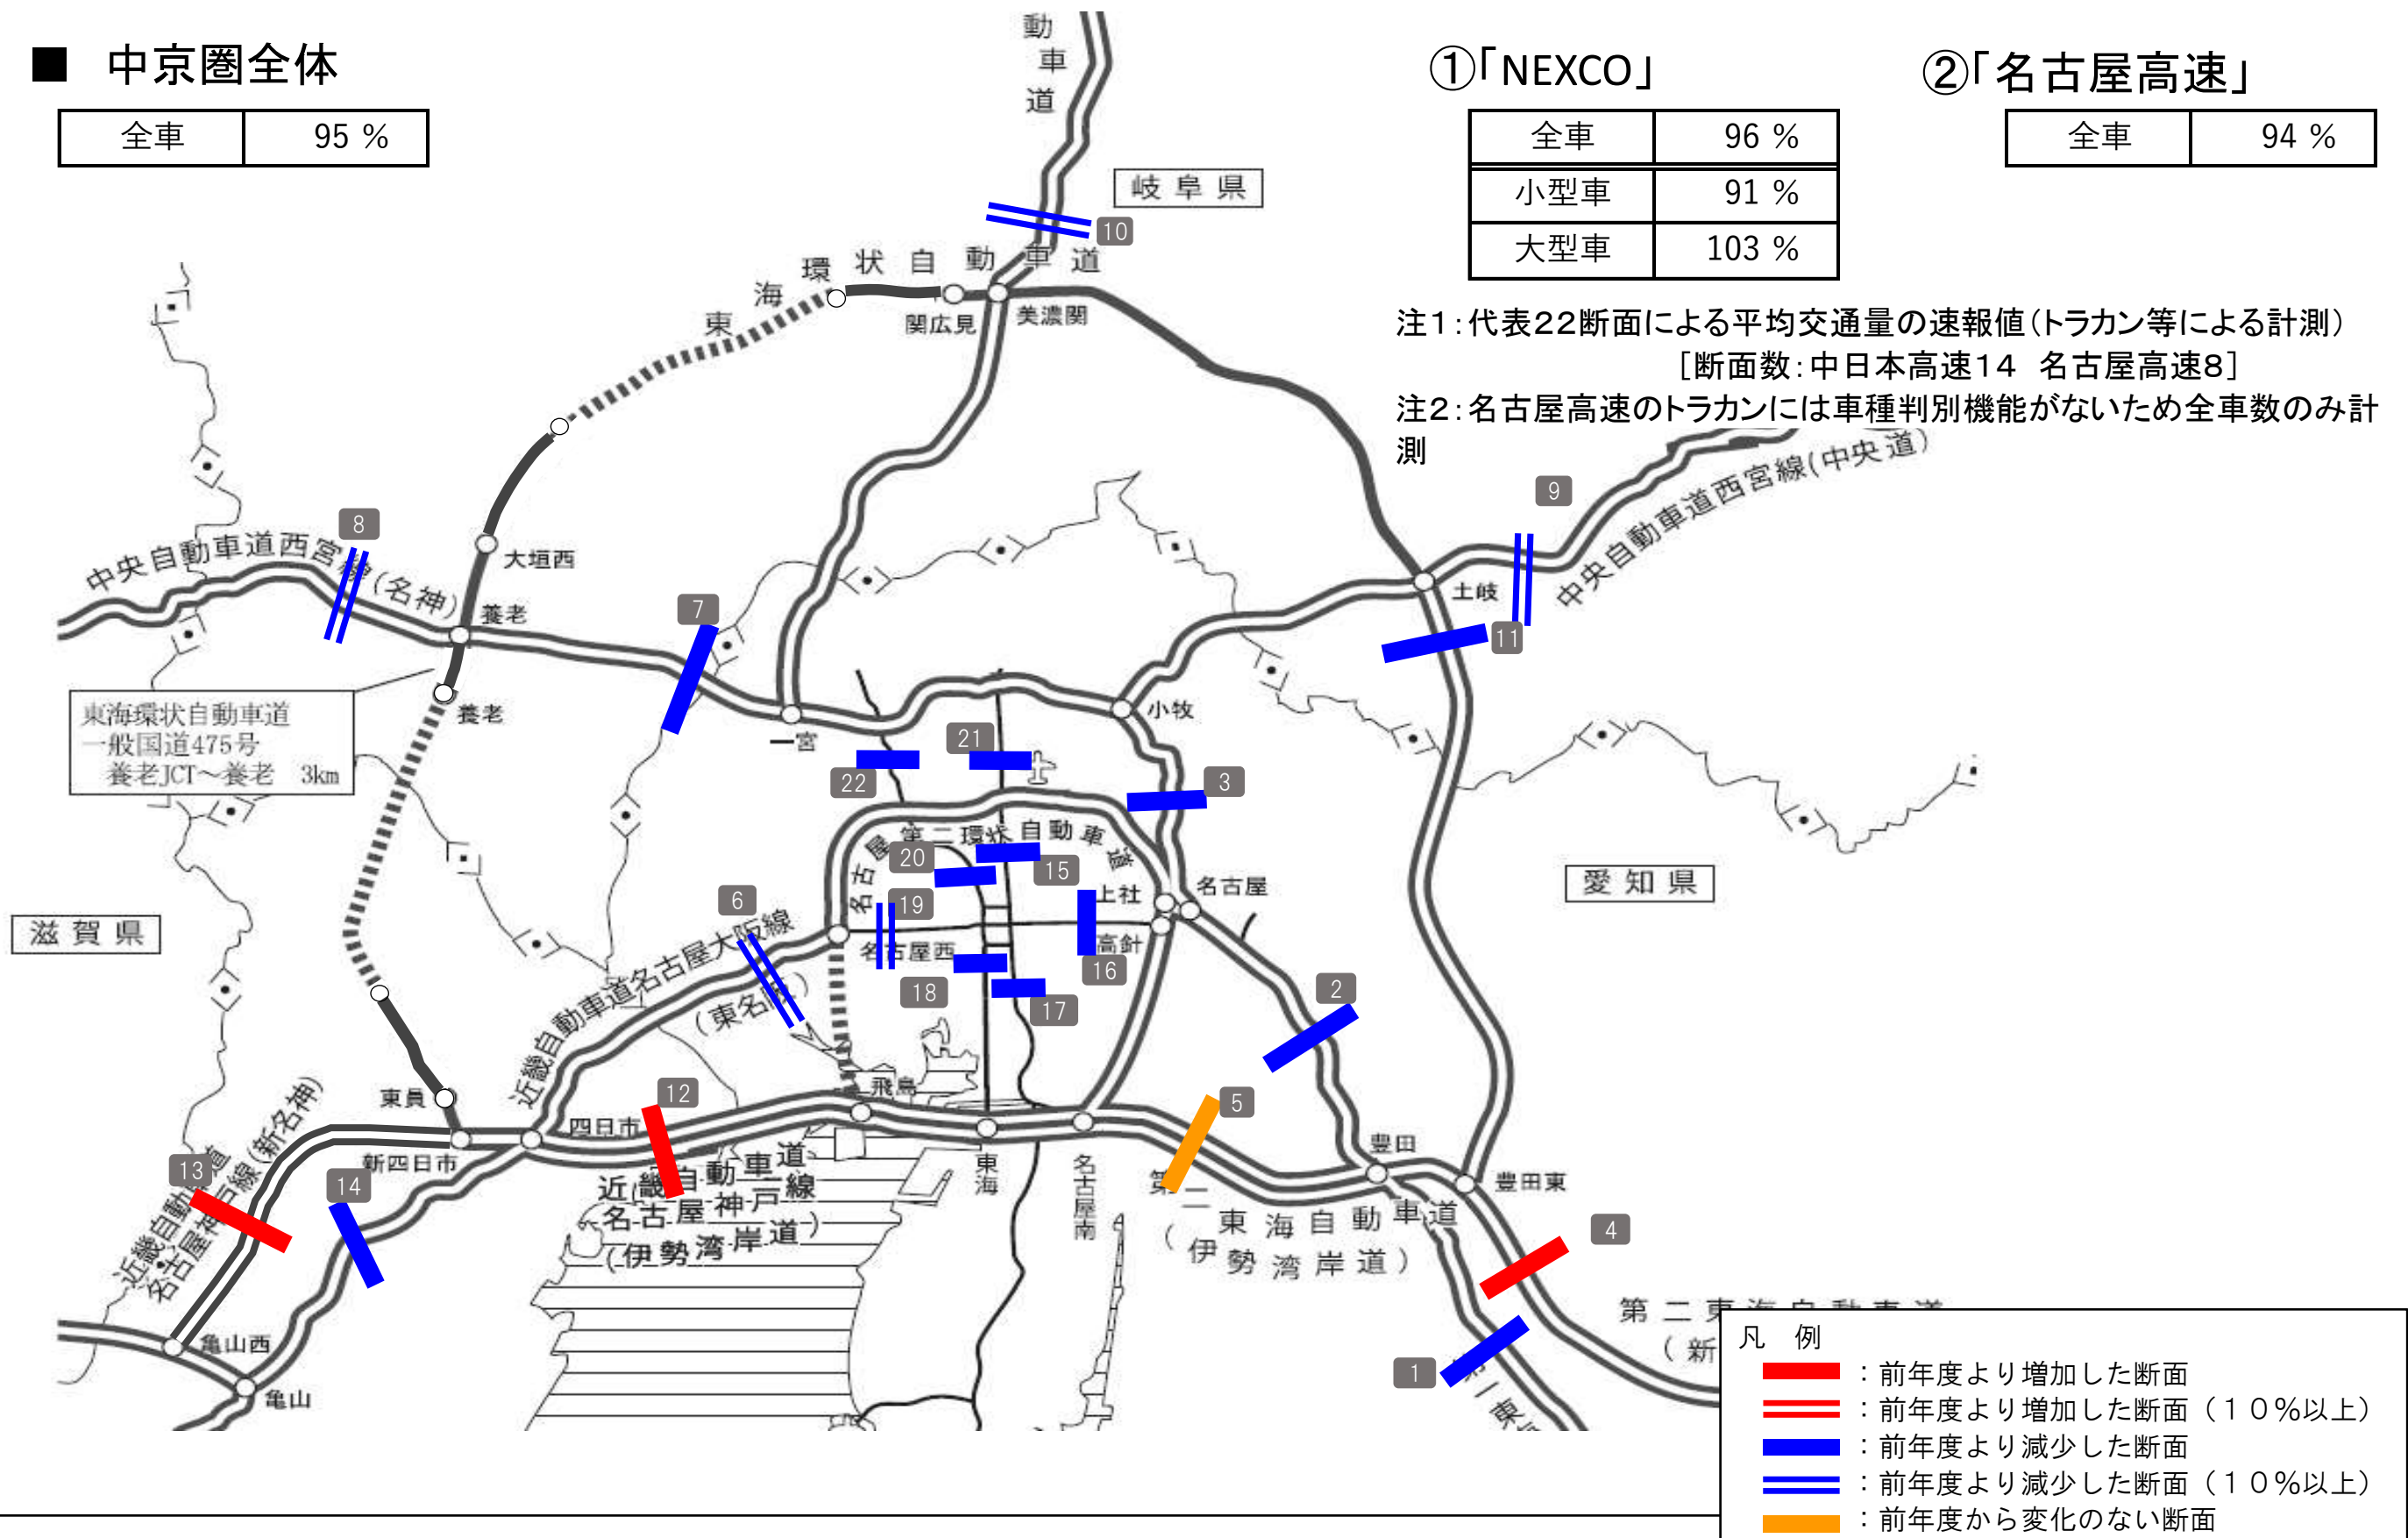 ■ 中京圏全体
全車 95 %
①「NEXCO」
全車 96 %
小型車 91 %
大型車 103 %
②「名古屋高速」
全車 94 %
注1：代表22断面による平均交通量の速報値（トラカン等による計測）
［断面数：中日本高速14 名古屋高速8］
注2：名古屋高速のトラカンには車種判別機能がないため全車数のみ計
測
動車道
岐阜県
10
東海環状自動車道
関広見
美濃関
9
中央自動車道西宮線(中央道)
8
中央自動車道西宮線(名神)
大垣西
養老
7
土岐
11
東海環状自動車道
一般国道475号
養老JCT～養老 3km
養老
一宮
小牧
22
21
3
名古屋第二環状自動車道
20
15
上社
名古屋
愛知県
滋賀県
6
19
名古屋西
高針
16
近畿自動車道名古屋大阪線
(東名阪)
18
17
2
東員
12
飛島
5
四日市
新四日市
13
14
近畿自動車道
名古屋神戸線(新名神)
近畿自動車道
名古屋神戸線
(伊勢湾岸道)
東海
名古屋南
豊田
豊田東
第二東海自動車道
(伊勢湾岸道)
4
亀山西
亀山
1
第二東海自動車道
(新
凡 例
：前年度より増加した断面
：前年度より増加した断面（１０％以上）
：前年度より減少した断面
：前年度より減少した断面（１０％以上）
：前年度から変化のない断面